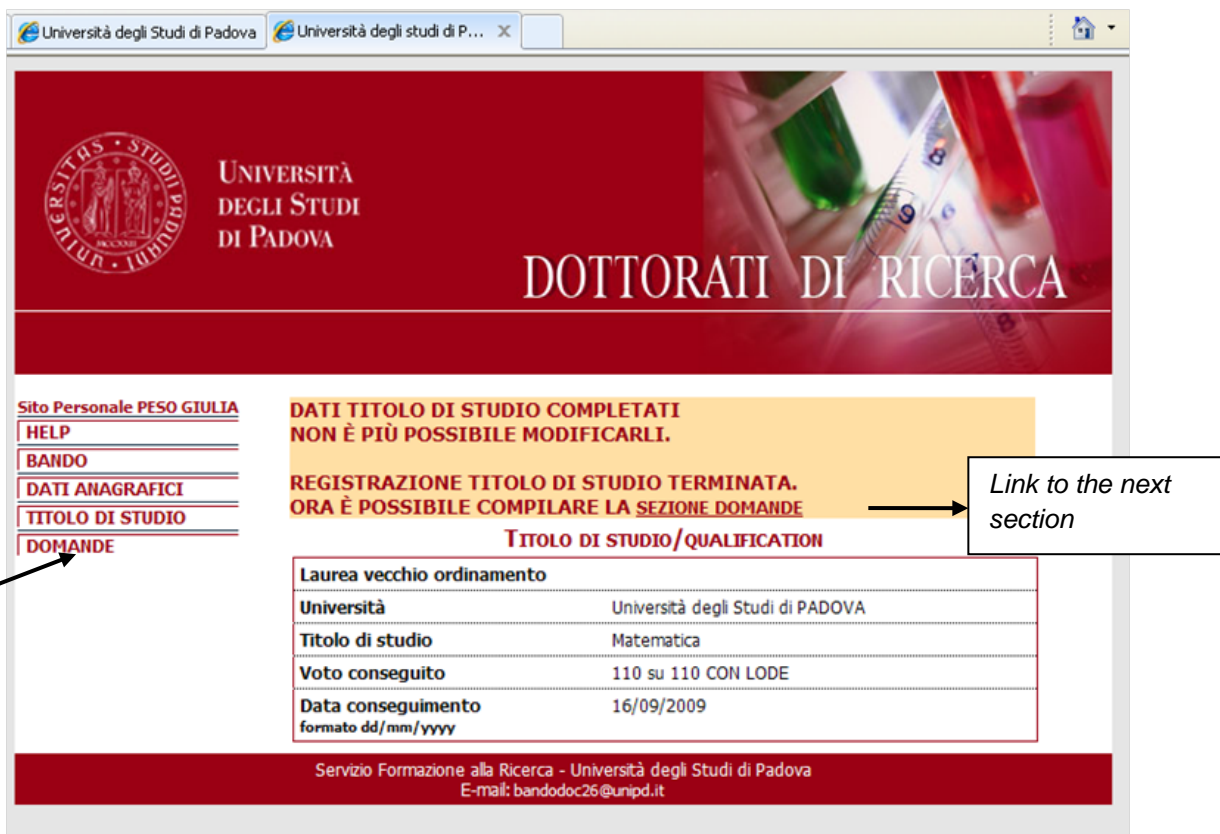 Università degli Studi di Padova
Università degli studi di P... X
UNIVERSITAS · STUDII PADUANI ·
MCCXXII
UNIVERSITÀ
DEGLI STUDI
DI PADOVA
DOTTORATI DI RICERCA
Sito Personale PESO GIULIA
HELP
BANDO
DATI ANAGRAFICI
TITOLO DI STUDIO
DOMANDE
DATI TITOLO DI STUDIO COMPLETATI
NON È PIÙ POSSIBILE MODIFICARLI.
REGISTRAZIONE TITOLO DI STUDIO TERMINATA.
ORA È POSSIBILE COMPILARE LA SEZIONE DOMANDE
Link to the next
section
TITOLO DI STUDIO/QUALIFICATION
Laurea vecchio ordinamento
Università Università degli Studi di PADOVA
Titolo di studio Matematica
Voto conseguito 110 su 110 CON LODE
Data conseguimento 16/09/2009
formato dd/mm/yyyy
Servizio Formazione alla Ricerca - Università degli Studi di Padova
E-mail: bandodoc26@unipd.it